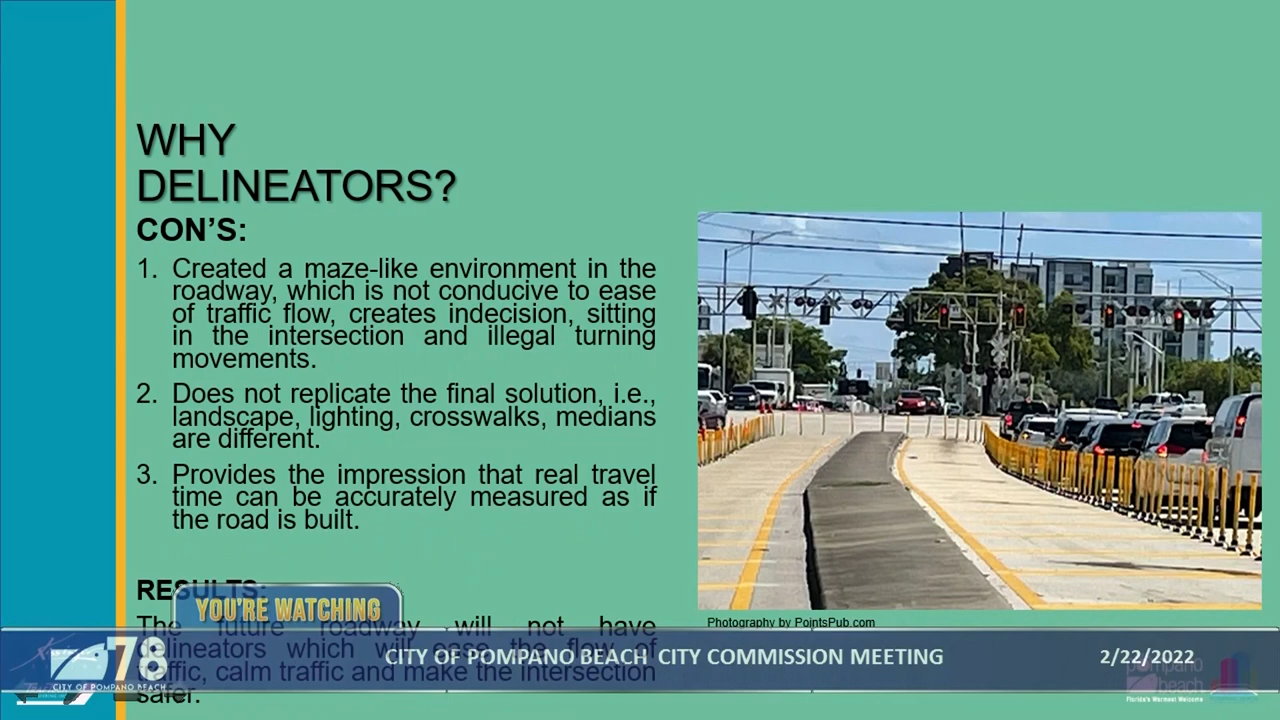 WHY
DELINEATORS?
CON'S:
1. Created a maze-like environment in the
roadway, which is not conducive to ease
of traffic flow, creates indecision, sitting
in the intersection and illegal turning
movements.
2. Does not replicate the final solution, i.e.,
landscape, lighting, crosswalks, medians
are different.
3. Provides the impression that real travel
time can be accurately measured as if
the road is built.
RESULTS:
The future roadway will not have
delineators which will ease the flow of
traffic, calm traffic and make the intersection
safer.
Photography by PointsPub.com
YOU'RE WATCHING
78
CITY OF POMPANO BEACH
CITY OF POMPANO BEACH CITY COMMISSION MEETING
2/22/2022
pompano
beach
Florida's Warmest Welcome